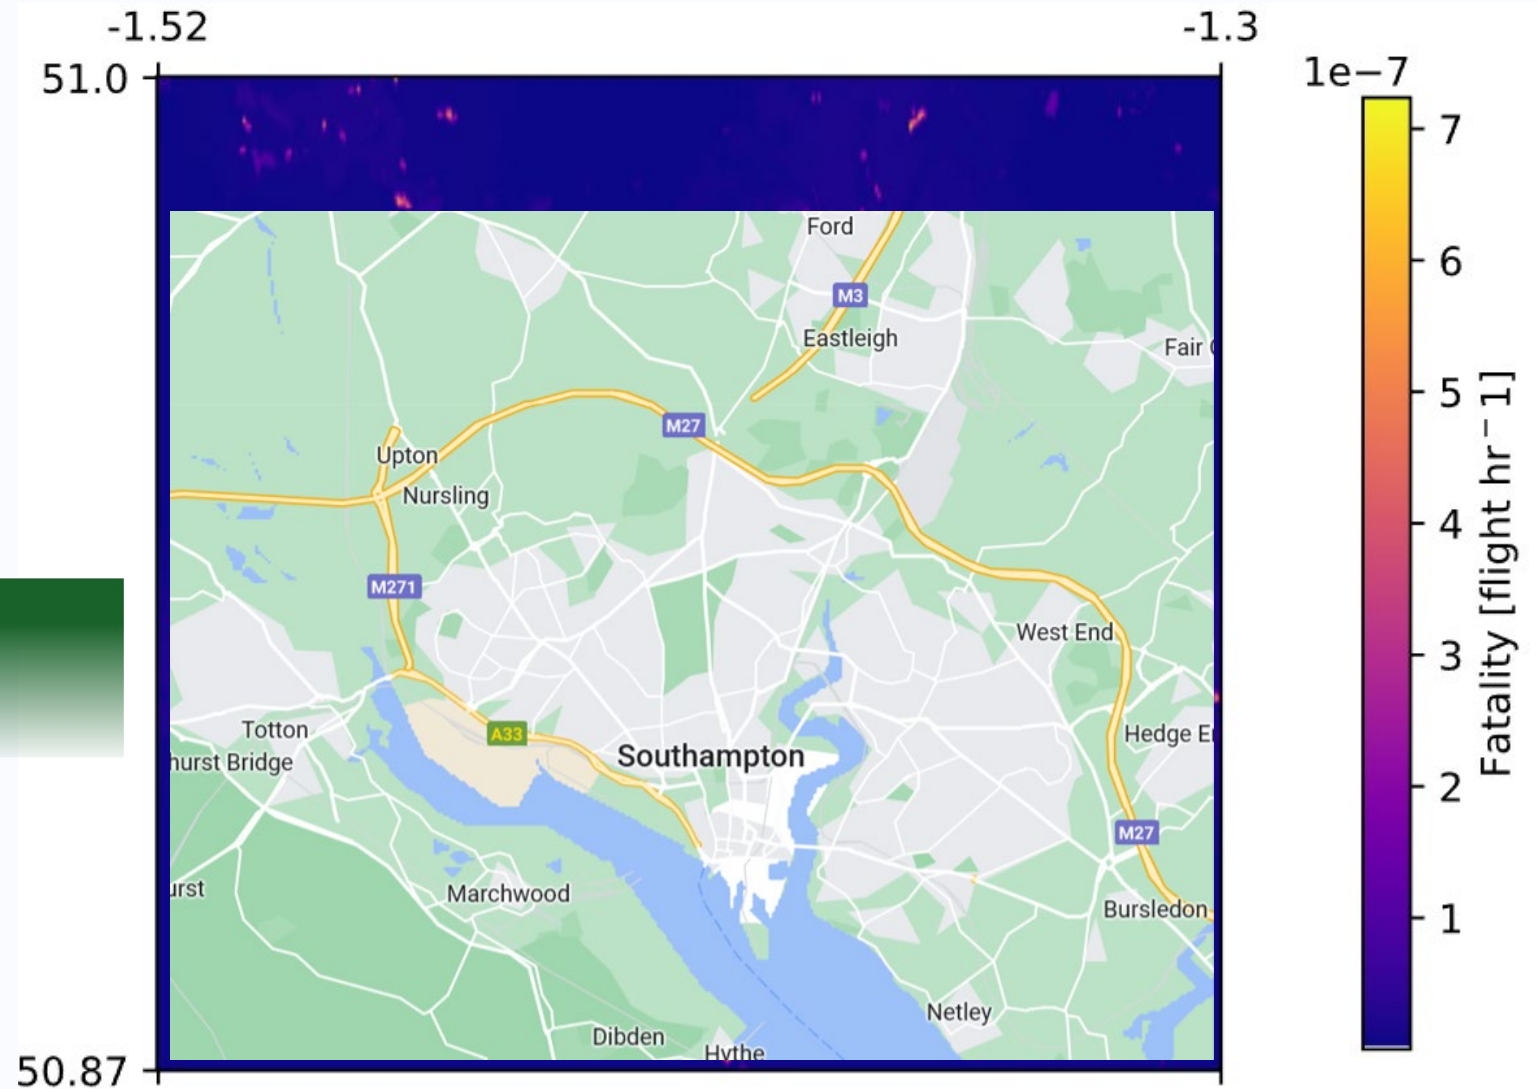 -1.52
-1.3
51.0
1e−7
7
6
5
4
3
2
1
Fatality [flight hr⁻ 1]
Ford
M3
Eastleigh
Fair
M27
Upton
Nursling
M271
West End
Totton
hurst Bridge
A33
Southampton
Hedge
M27
Marchwood
Bursledon
Netley
Dibden
Hythe
50.87